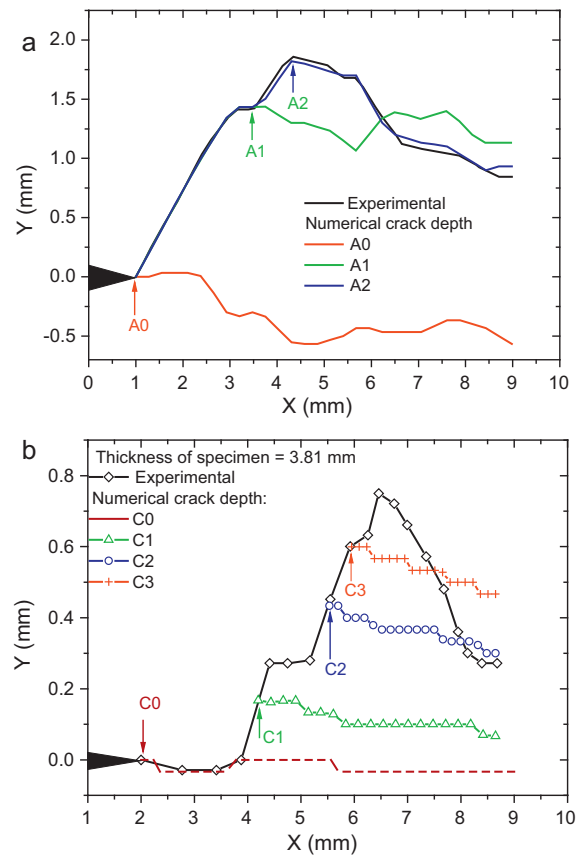 a
2.0
1.5
1.0
0.5
0.0
-0.5
Y (mm)
A2
A1
A0
Experimental
Numerical crack depth
A0
A1
A2
0 1 2 3 4 5 6 7 8 9 10
X (mm)
b
Thickness of specimen = 3.81 mm
Experimental
Numerical crack depth:
C0
C1
C2
C3
0.8
0.6
0.4
0.2
0.0
Y (mm)
C3
C2
C0
C1
1 2 3 4 5 6 7 8 9 10
X (mm)